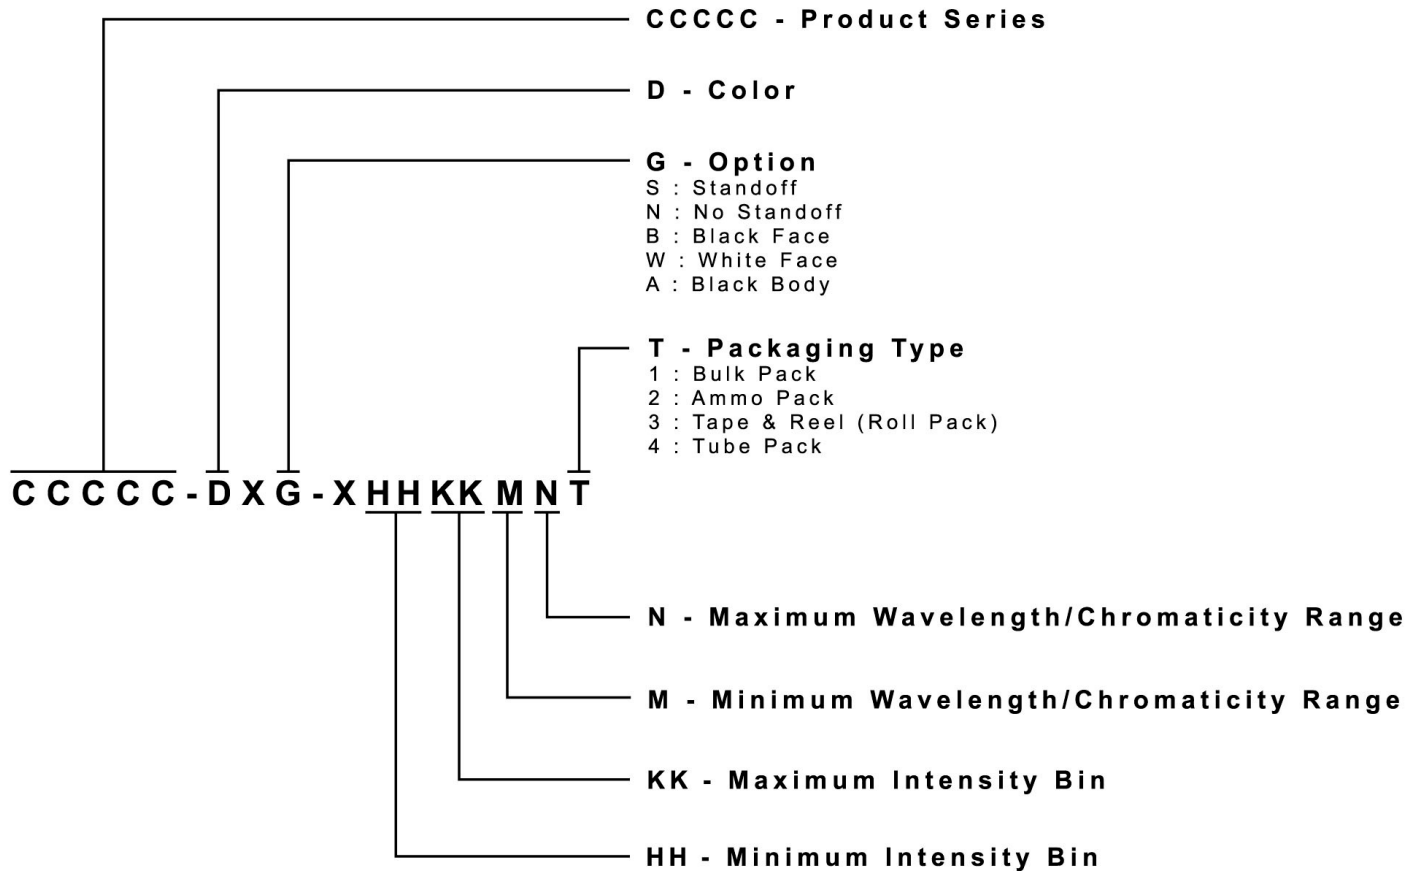 CCCCC - Product Series
D - Color
G - Option
S : Standoff
N : No Standoff
B : Black Face
W : White Face
A : Black Body
T - Packaging Type
1 : Bulk Pack
2 : Ammo Pack
3 : Tape & Reel (Roll Pack)
4 : Tube Pack
CCCCC-DXG-XHHKKMNT
N - Maximum Wavelength/Chromaticity Range
M - Minimum Wavelength/Chromaticity Range
KK - Maximum Intensity Bin
HH - Minimum Intensity Bin